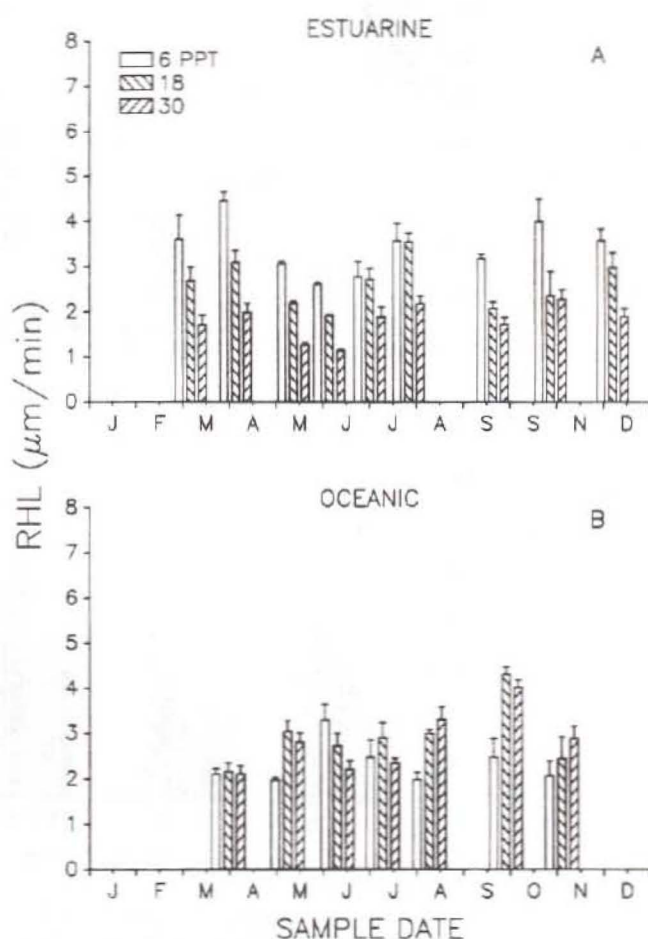 ESTUARINE
A
6 PPT
18
30
8
7
6
5
4
3
2
1
0
J F M A M J J A S S N D
RHL (μm/min)
OCEANIC
B
8
7
6
5
4
3
2
1
0
J F M A M J J A S O N D
SAMPLE DATE